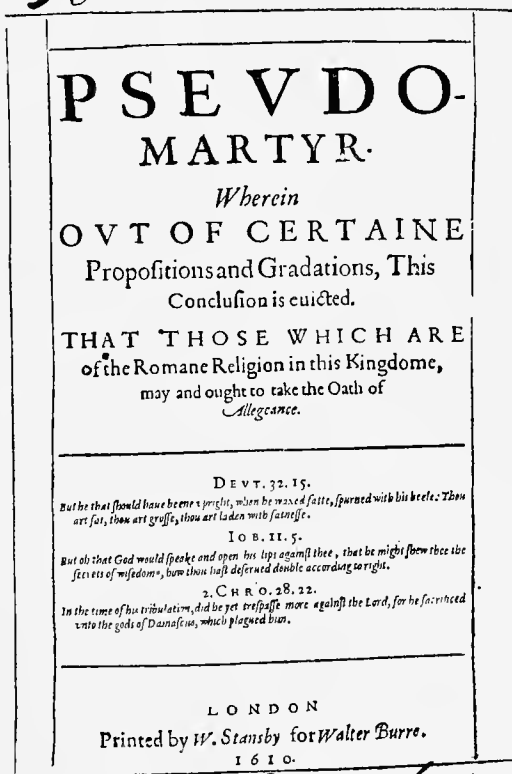 PSEVDO-
MARTYR.
Wherein
OVT OF CERTAINE
Propoſitions and Gradations, This
Concluſion is euicted.
THAT THOSE WHICH ARE
of the Romane Religion in this Kingdome,
may and ought to take the Oath of
Allegeance.
DEVT. 32. 15.
But he that ſhould haue beene vpright, when he waxed fatte, ſpurned with his heele: Thou
art fat, thou art groſſe, thou art laden with fatneſſe.
IOB. 11. 5.
But oh that God would ſpeake and open his lips againſt thee, that he might ſhew thee the
ſecrets of wiſedome, how thou haſt deſerued double according to right.
2. CHRO. 28. 22.
In the time of his tribulation, did he yet treſpaſſe more againſt the Lord, for he ſacrificed
vnto the gods of Damaſcus, which plagued him.
LONDON
Printed by W. Stansby for Walter Burre.
1610.